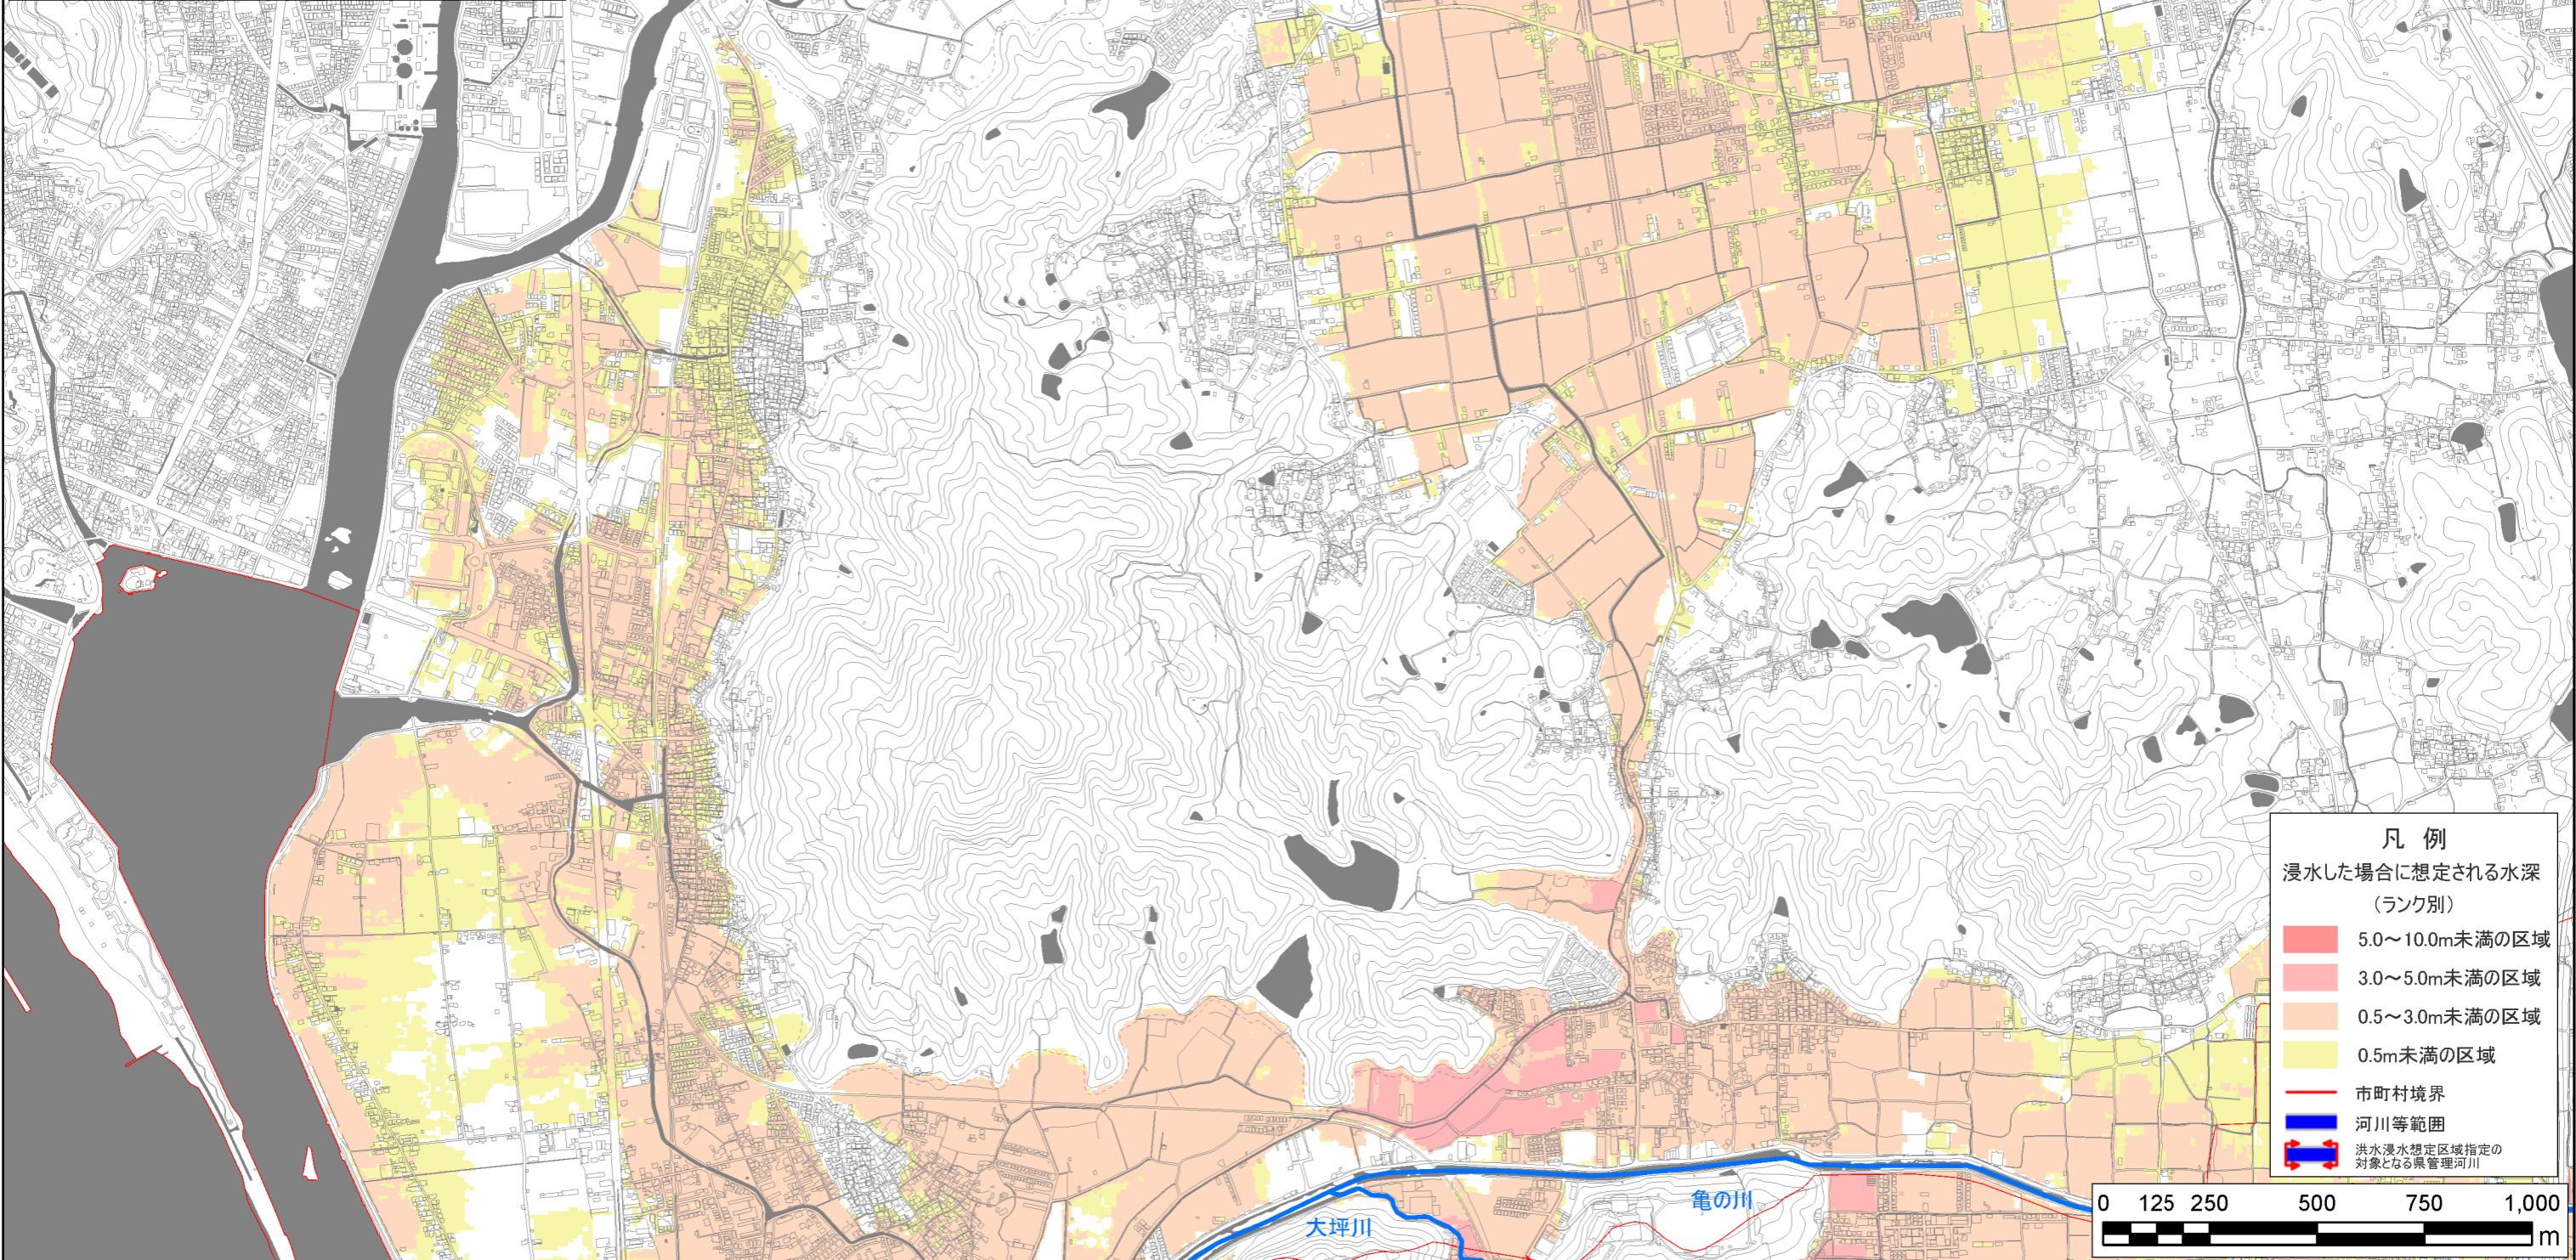 凡 例
浸水した場合に想定される水深
（ランク別）
5.0～10.0m未満の区域
3.0～5.0m未満の区域
0.5～3.0m未満の区域
0.5m未満の区域
市町村境界
河川等範囲
洪水浸水想定区域指定の
対象となる県管理河川
亀の川
大坪川
0 125 250 500 750 1,000
m